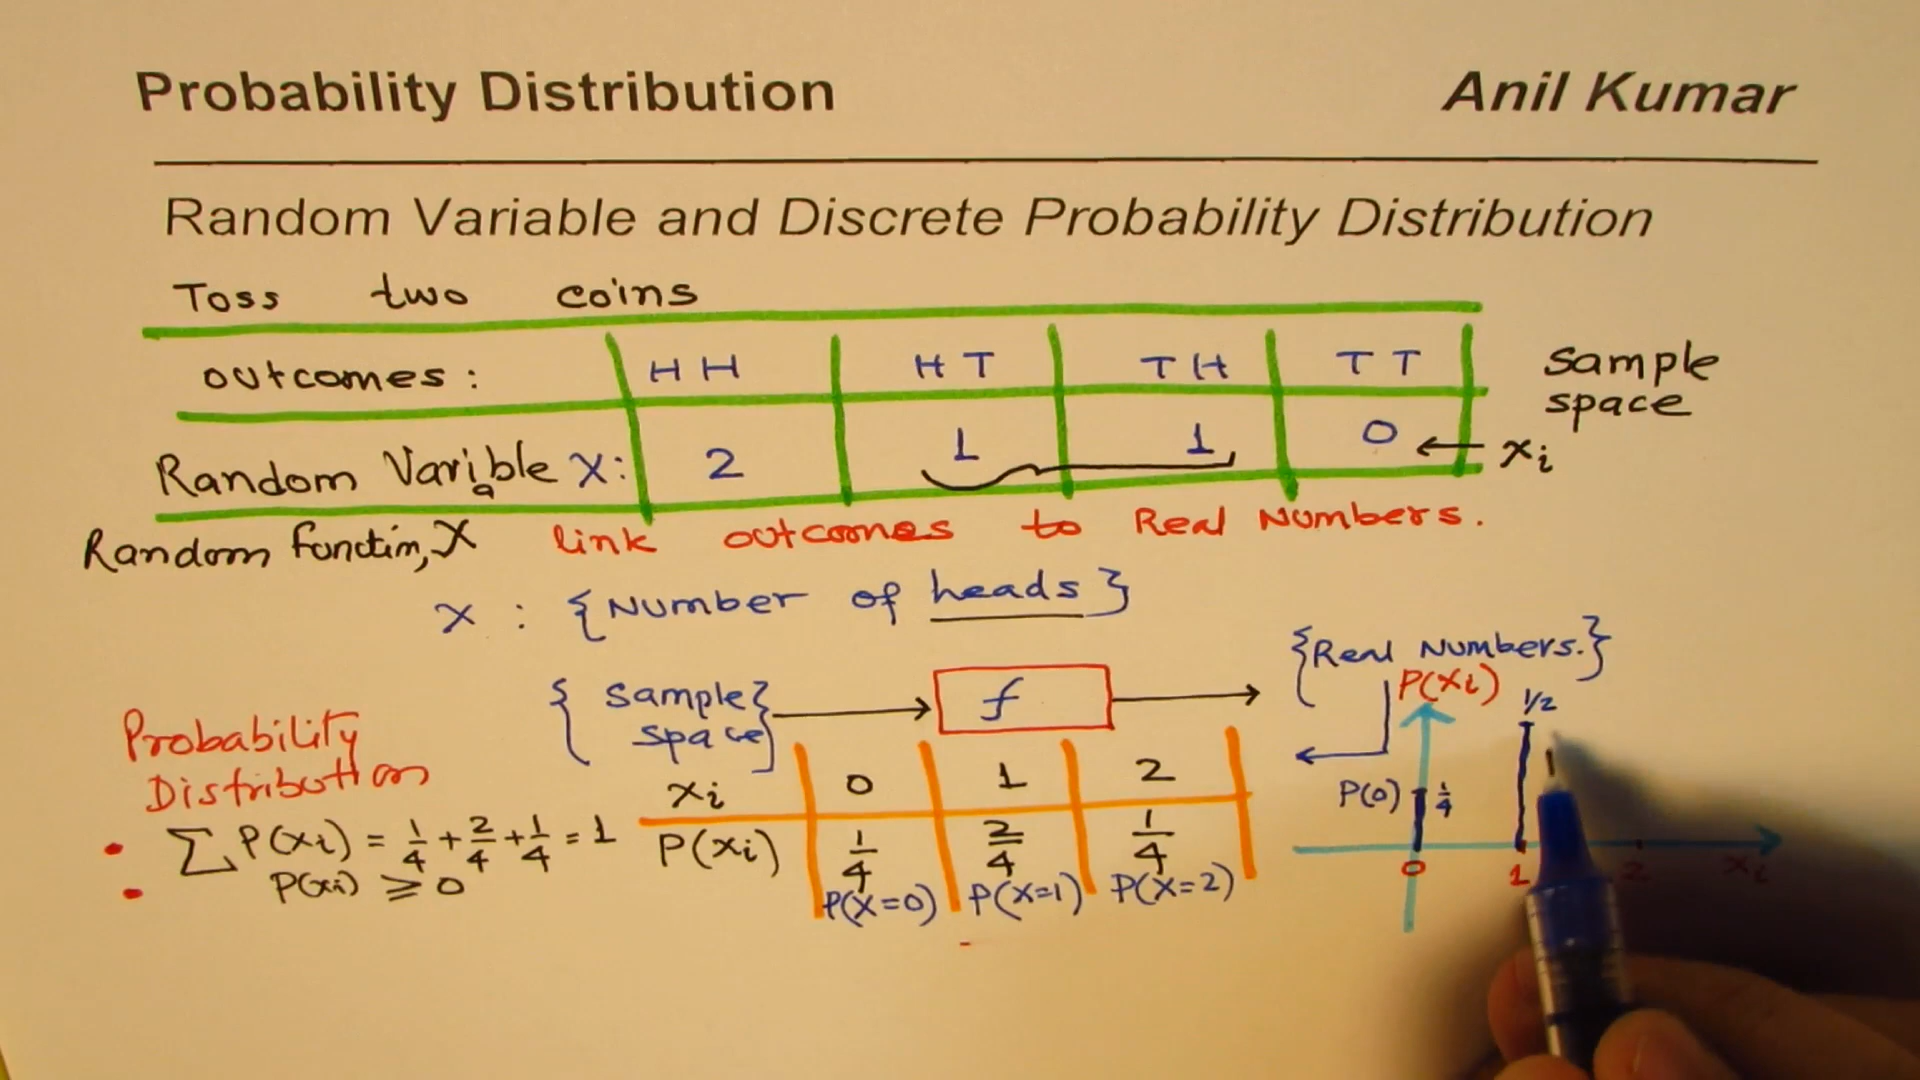 Probability Distribution Anil Kumar
Random Variable and Discrete Probability Distribution
Toss two coins
outcomes: HH HT TH TT Sample space
Random Variable X: 2 1 1 0 ← xi
Random function, X link outcomes to Real Numbers.
X : {Number of heads}
{Sample space} → f → {Real Numbers.}
Probability Distribution
xi 0 1 2
P(xi) 1/4 2/4 1/4
P(X=0) P(X=1) P(X=2)
• ∑ P(xi) = 1/4 + 2/4 + 1/4 = 1
• P(xi) ≥ 0
P(xi)
1/2
P(0) 1/4
0 1 2 xi